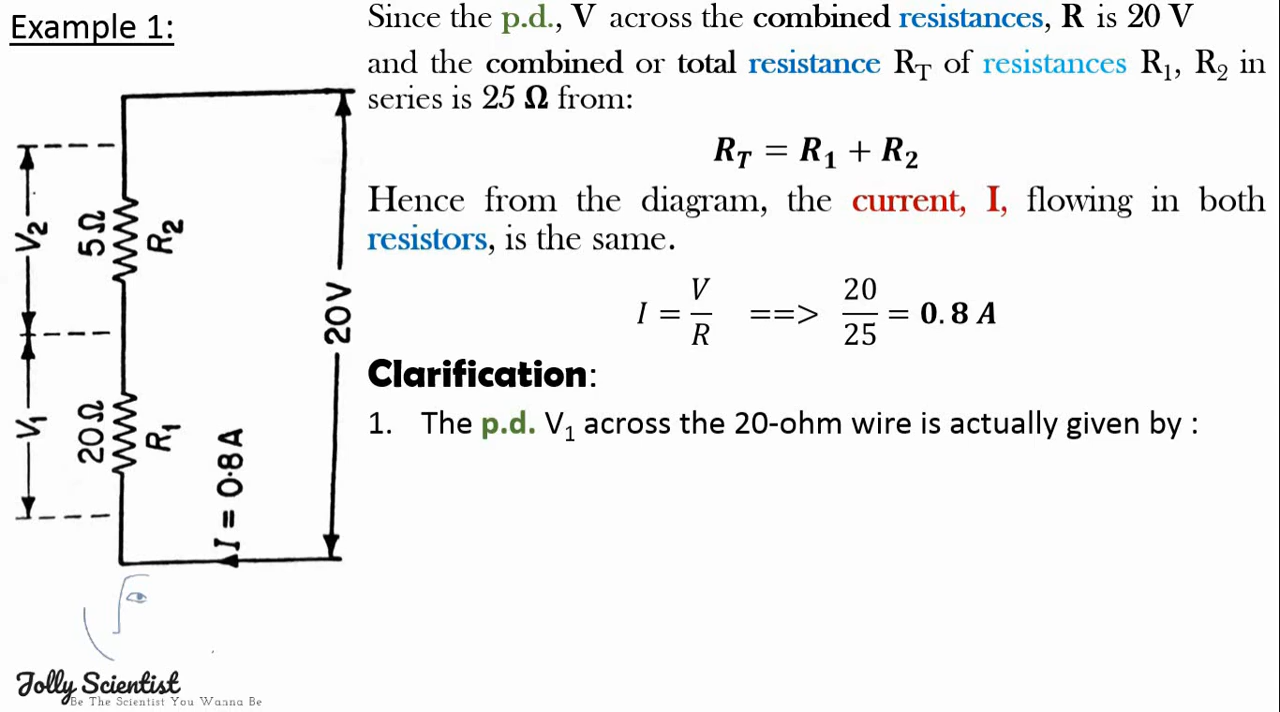 Example 1:
Since the p.d., V across the combined resistances, R is 20 V
and the combined or total resistance R_T of resistances R₁, R₂ in
series is 25 Ω from:
R_T = R₁ + R₂
Hence from the diagram, the current, I, flowing in both
resistors, is the same.
I = V/R ==> 20/25 = 0.8 A
Clarification:
1. The p.d. V₁ across the 20-ohm wire is actually given by :
V₂
5Ω
R₂
V₁
20Ω
R₁
I = 0·8A
20V
Jolly Scientist
Be The Scientist You Wanna Be